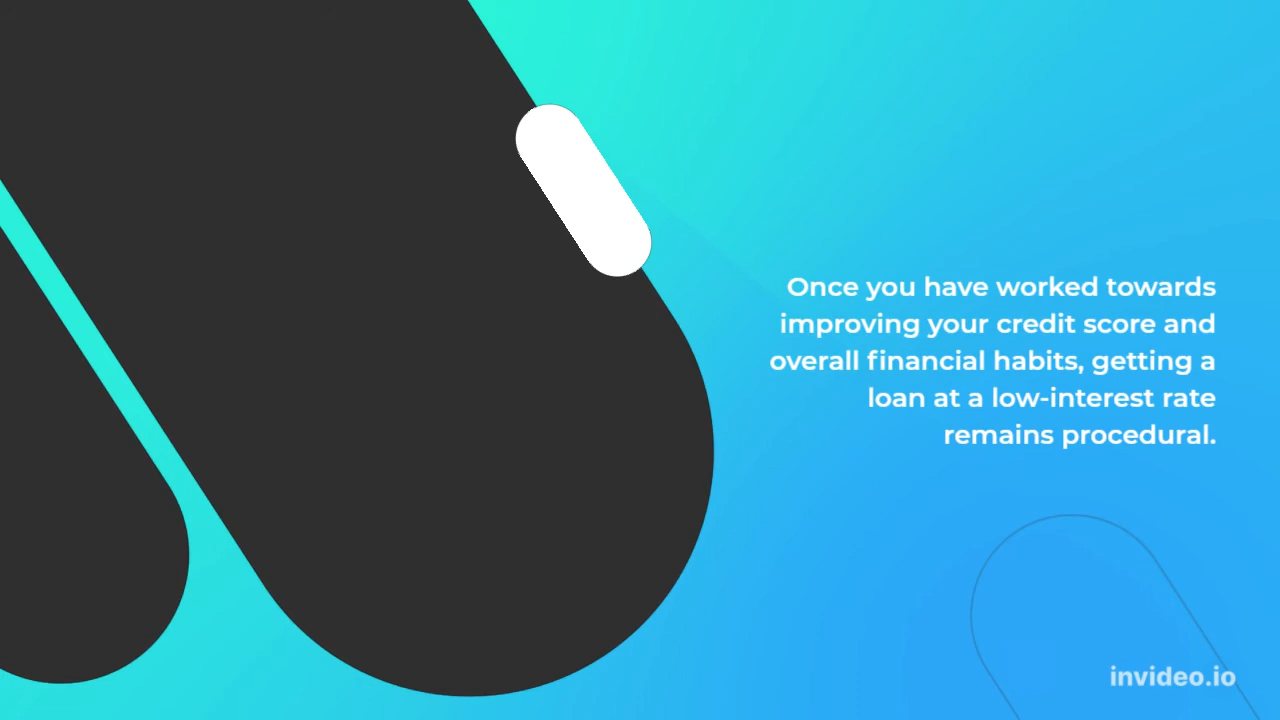 Once you have worked towards
improving your credit score and
overall financial habits, getting a
loan at a low-interest rate
remains procedural.
invideo.io